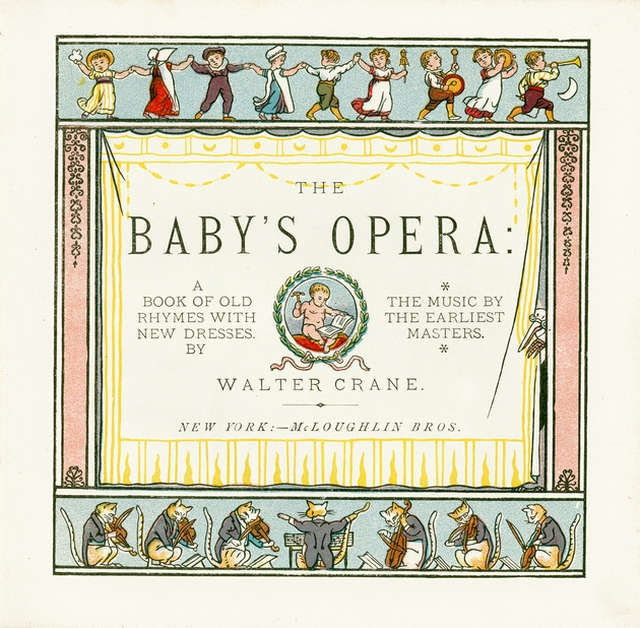 THE
BABY'S OPERA:
A
BOOK OF OLD
RHYMES WITH
NEW DRESSES.
BY
*
THE MUSIC BY
THE EARLIEST
MASTERS.
*
WALTER CRANE.
NEW YORK:—McLOUGHLIN BROS.